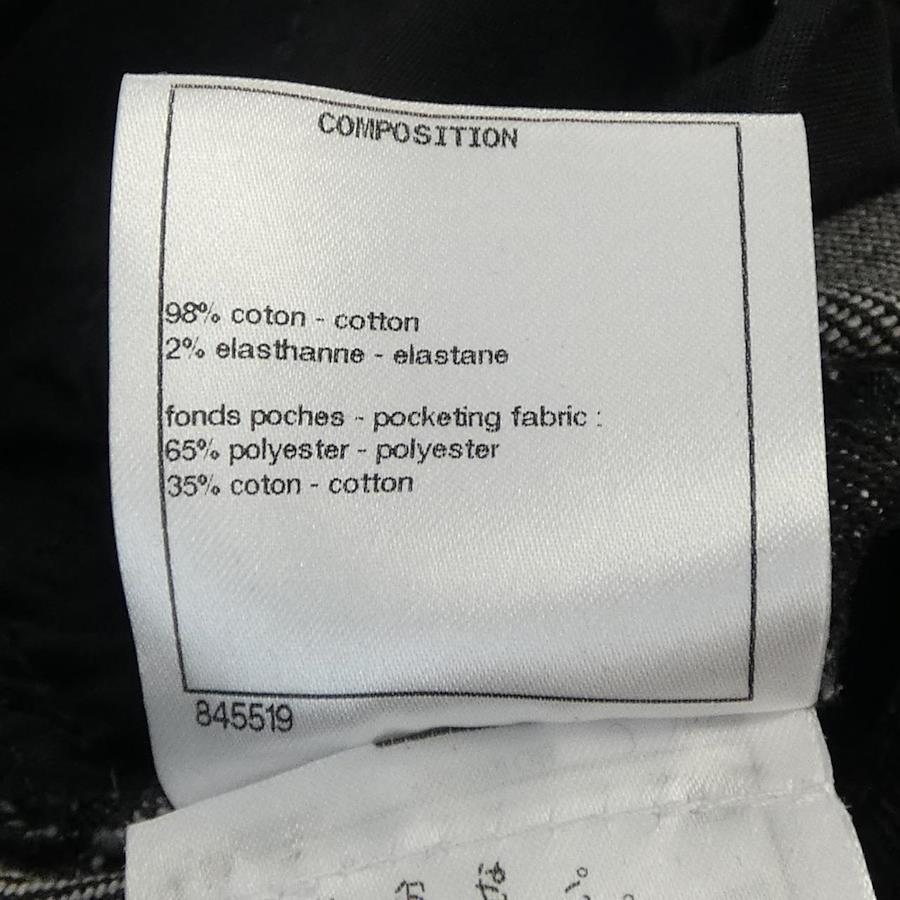 COMPOSITION
98% coton - cotton
2% elasthanne - elastane
fonds poches - pocketing fabric :
65% polyester - polyester
35% coton - cotton
845519